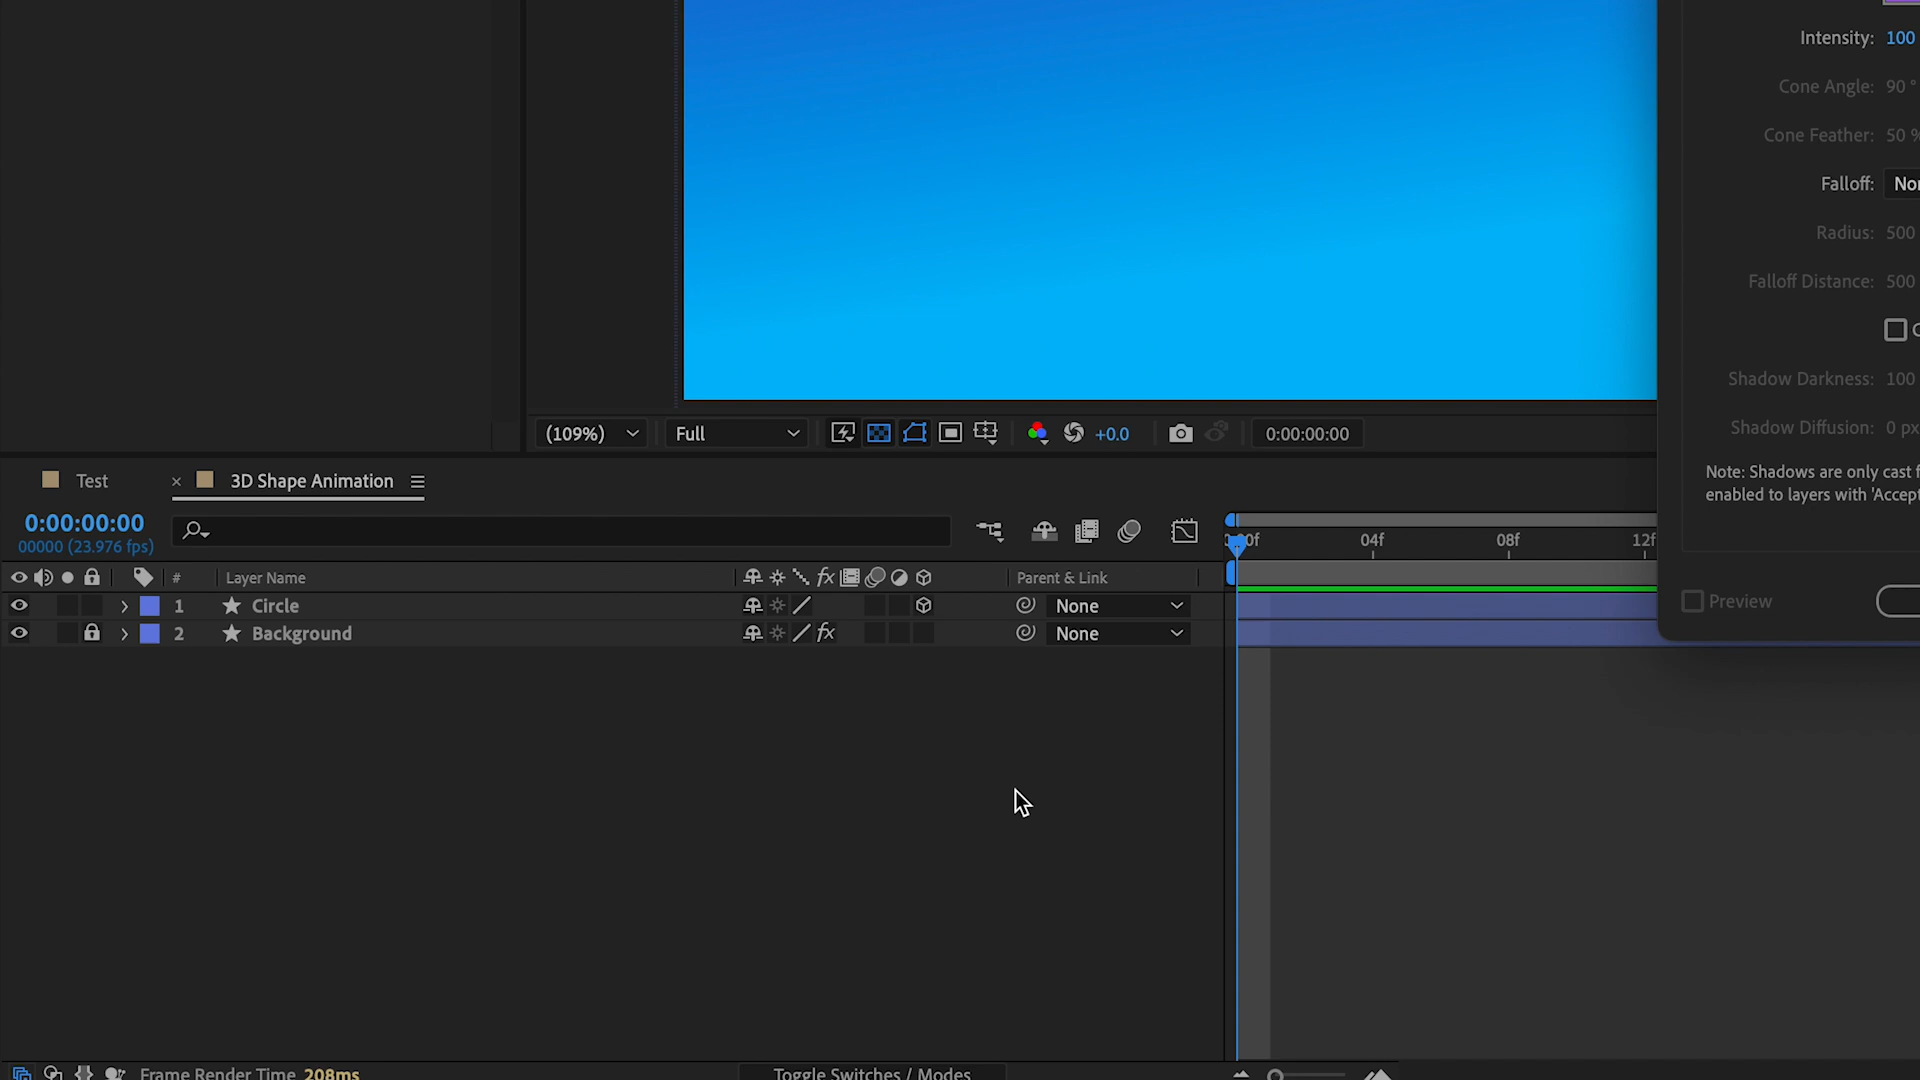 Intensity: 100
Cone Angle: 90 °
Cone Feather: 50 %
Falloff:
Radius: 500
Falloff Distance: 500
Shadow Darkness: 100
Shadow Diffusion: 0 px
Note: Shadows are only cast
enabled to layers with 'Accept
Preview
(109%) Full +0.0 0:00:00:00
Test × 3D Shape Animation
0:00:00:00
00000 (23.976 fps)
04f 08f 12f
# Layer Name fx Parent & Link
1 Circle None
2 Background fx None
Frame Render Time 208ms
Toggle Switches / Modes